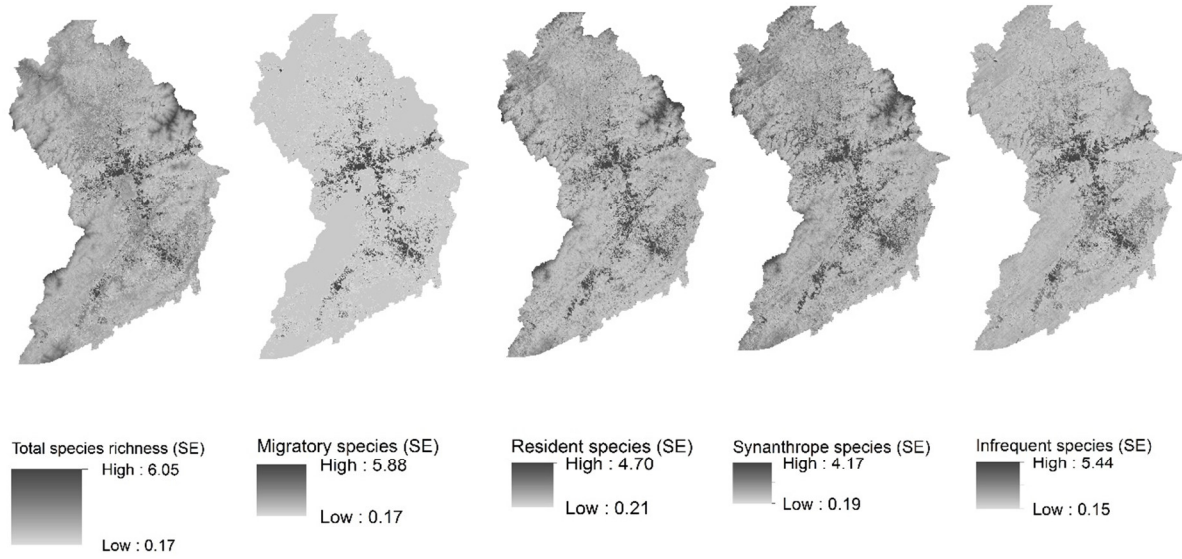 Total species richness (SE)
High : 6.05
Low : 0.17
Migratory species (SE)
High : 5.88
Low : 0.17
Resident species (SE)
High : 4.70
Low : 0.21
Synanthrope species (SE)
High : 4.17
Low : 0.19
Infrequent species (SE)
High : 5.44
Low : 0.15